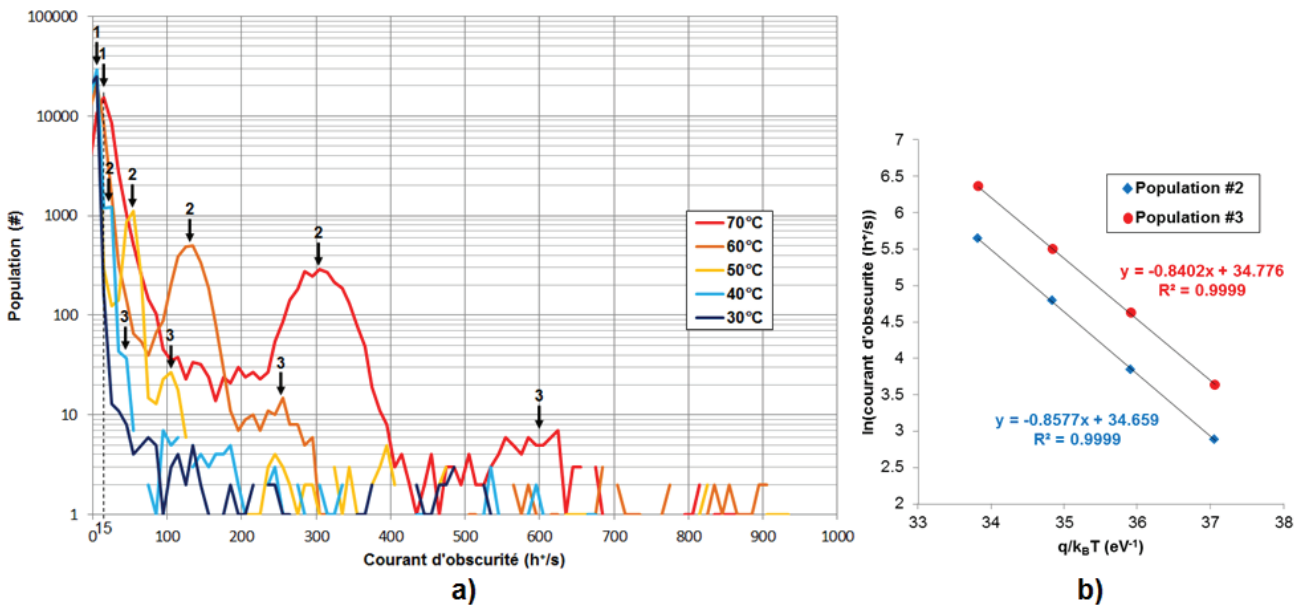 100000
10000
1000
100
10
1
Population (#)
1
1
2
2
2
2
3
3
3
3
70°C
60°C
50°C
40°C
30°C
0
15
100
200
300
400
500
600
700
800
900
1000
Courant d'obscurité (h⁺/s)
a)
7
6.5
6
5.5
5
4.5
4
3.5
3
2.5
2
ln(courant d'obscurité (h⁺/s))
Population #2
Population #3
y = -0.8402x + 34.776
R² = 0.9999
y = -0.8577x + 34.659
R² = 0.9999
33
34
35
36
37
38
q/k_BT (eV⁻¹)
b)